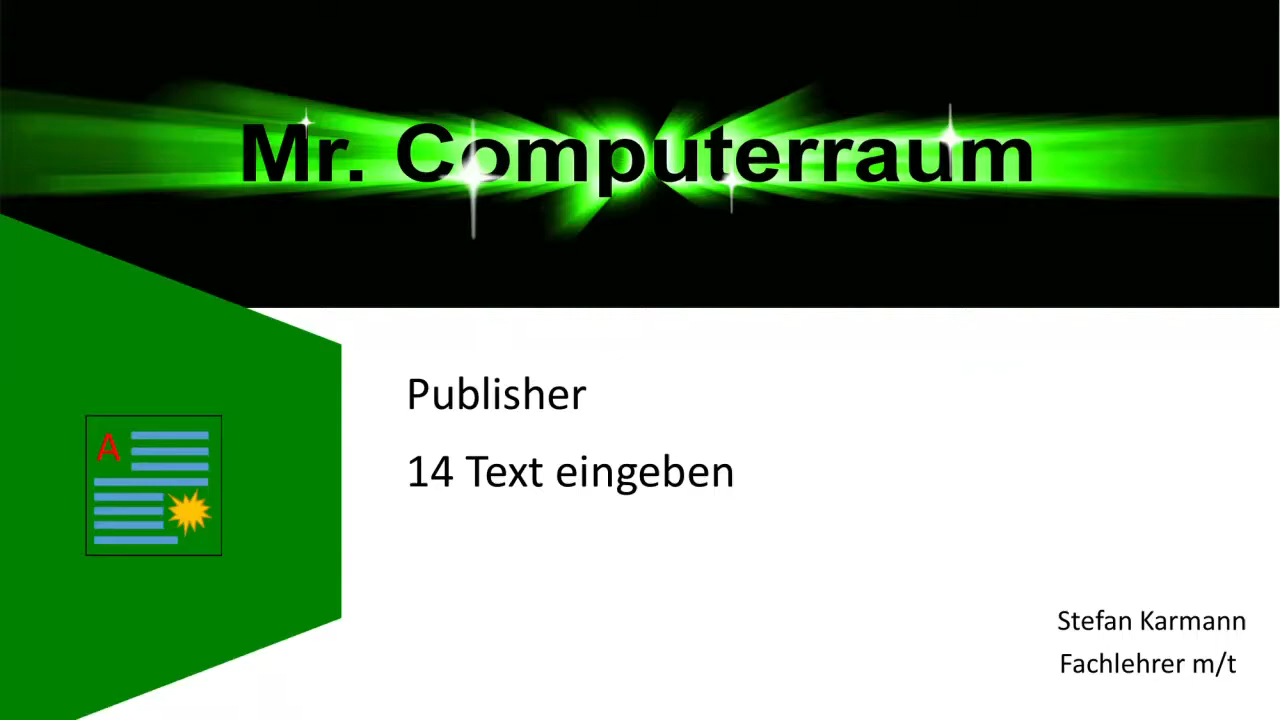 Mr. Computerraum
Publisher
14 Text eingeben
A
Stefan Karmann
Fachlehrer m/t